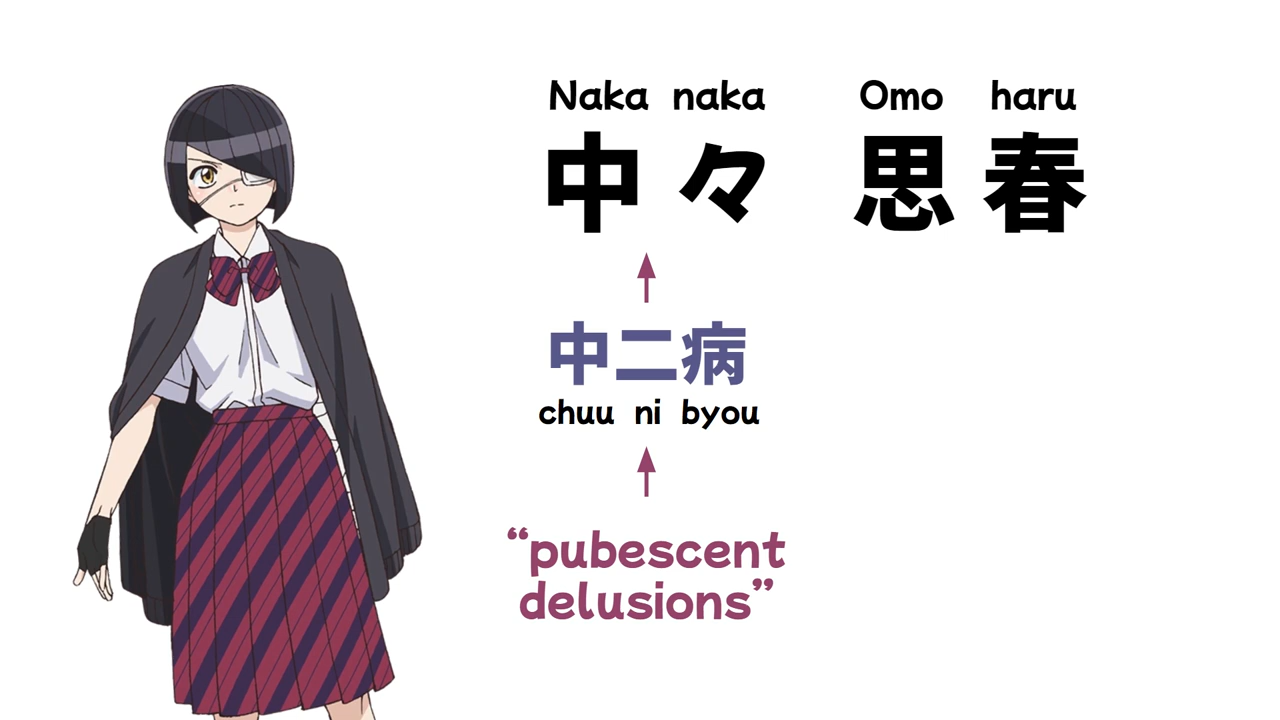 Naka naka Omo haru
中々 思春
中二病
chuu ni byou
“pubescent
delusions”